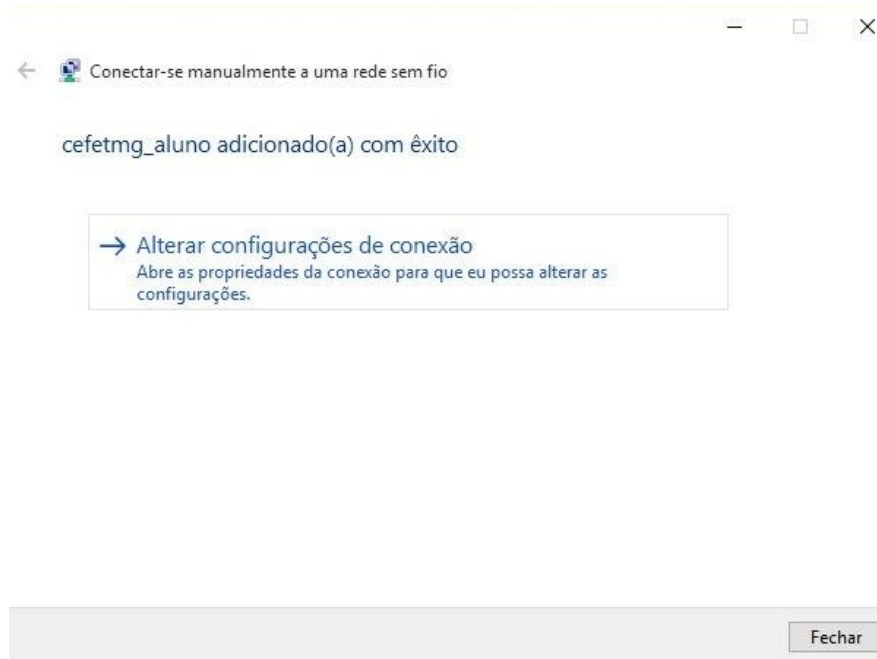 Conectar-se manualmente a uma rede sem fio
cefetmg_aluno adicionado(a) com êxito
Alterar configurações de conexão
Abre as propriedades da conexão para que eu possa alterar as
configurações.
Fechar